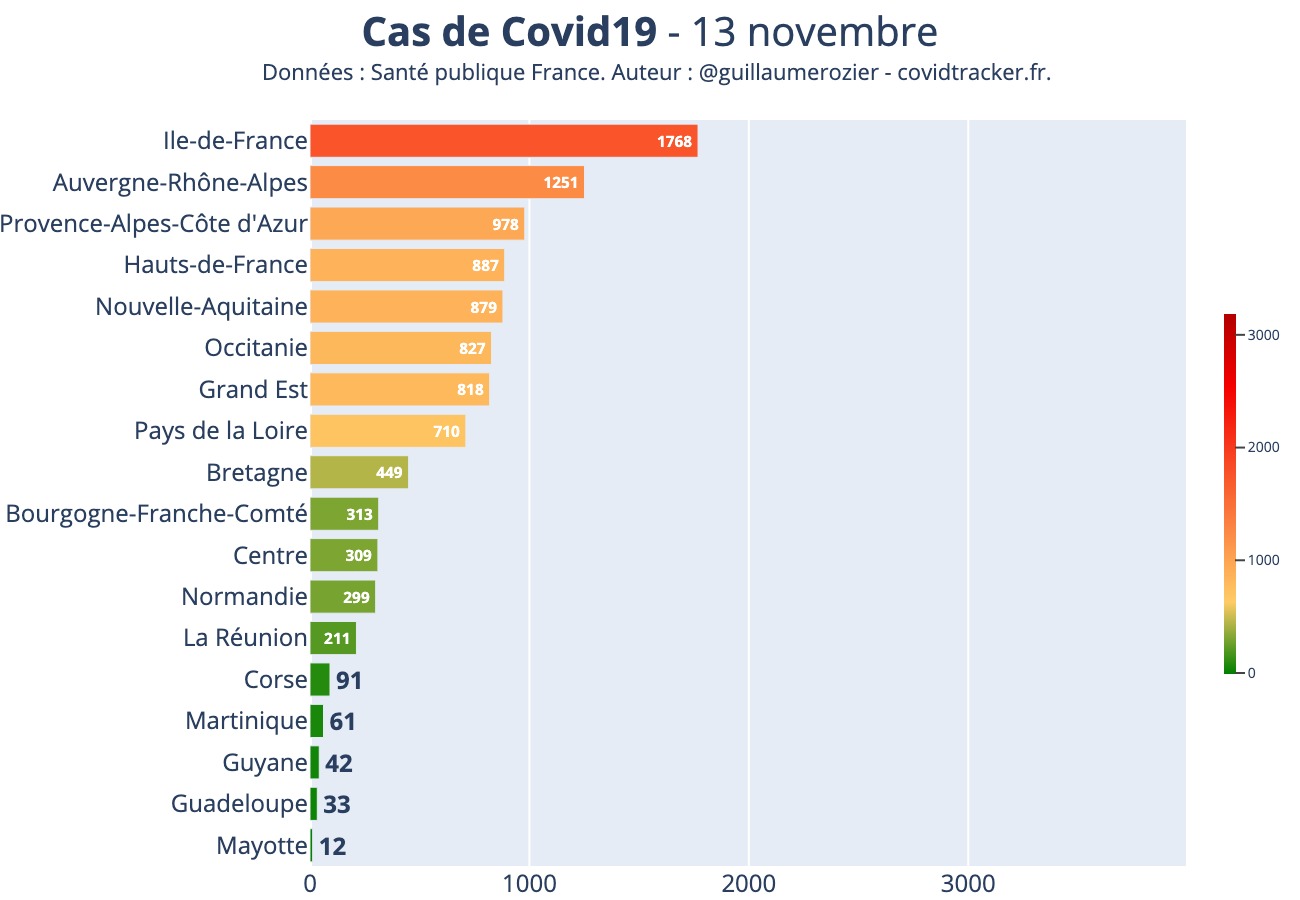 Cas de Covid19 - 13 novembre
Données : Santé publique France. Auteur : @guillaumerozier - covidtracker.fr.
Ile-de-France 1768
Auvergne-Rhône-Alpes 1251
Provence-Alpes-Côte d'Azur 978
Hauts-de-France 887
Nouvelle-Aquitaine 879
Occitanie 827
Grand Est 818
Pays de la Loire 710
Bretagne 449
Bourgogne-Franche-Comté 313
Centre 309
Normandie 299
La Réunion 211
Corse 91
Martinique 61
Guyane 42
Guadeloupe 33
Mayotte 12
0 1000 2000 3000
3000
2000
1000
0